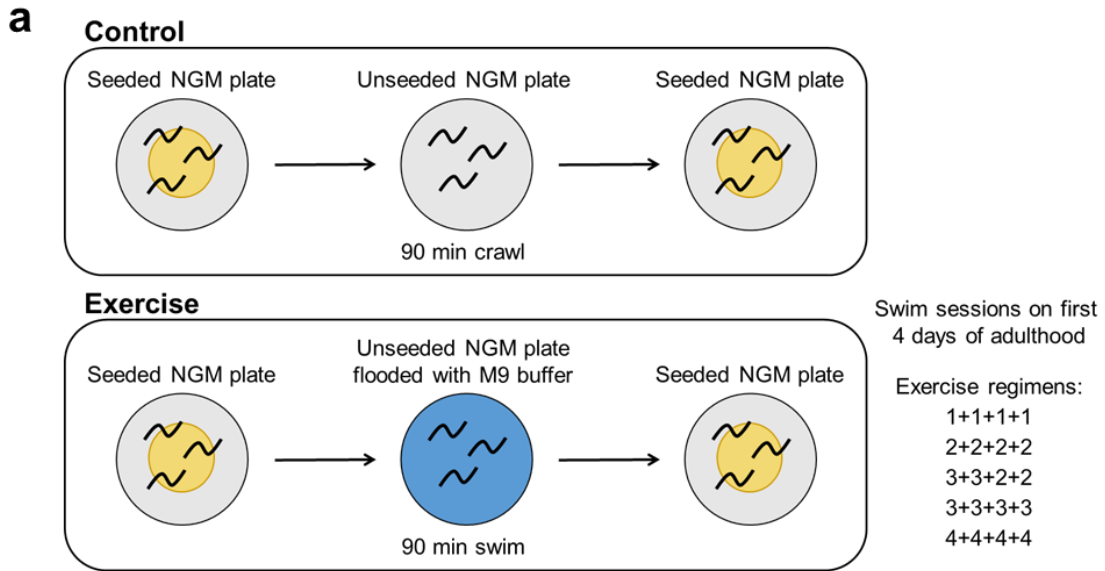 a
Control
Seeded NGM plate
Unseeded NGM plate
Seeded NGM plate
90 min crawl
Exercise
Seeded NGM plate
Unseeded NGM plate
flooded with M9 buffer
Seeded NGM plate
90 min swim
Swim sessions on first
4 days of adulthood
Exercise regimens:
1+1+1+1
2+2+2+2
3+3+2+2
3+3+3+3
4+4+4+4